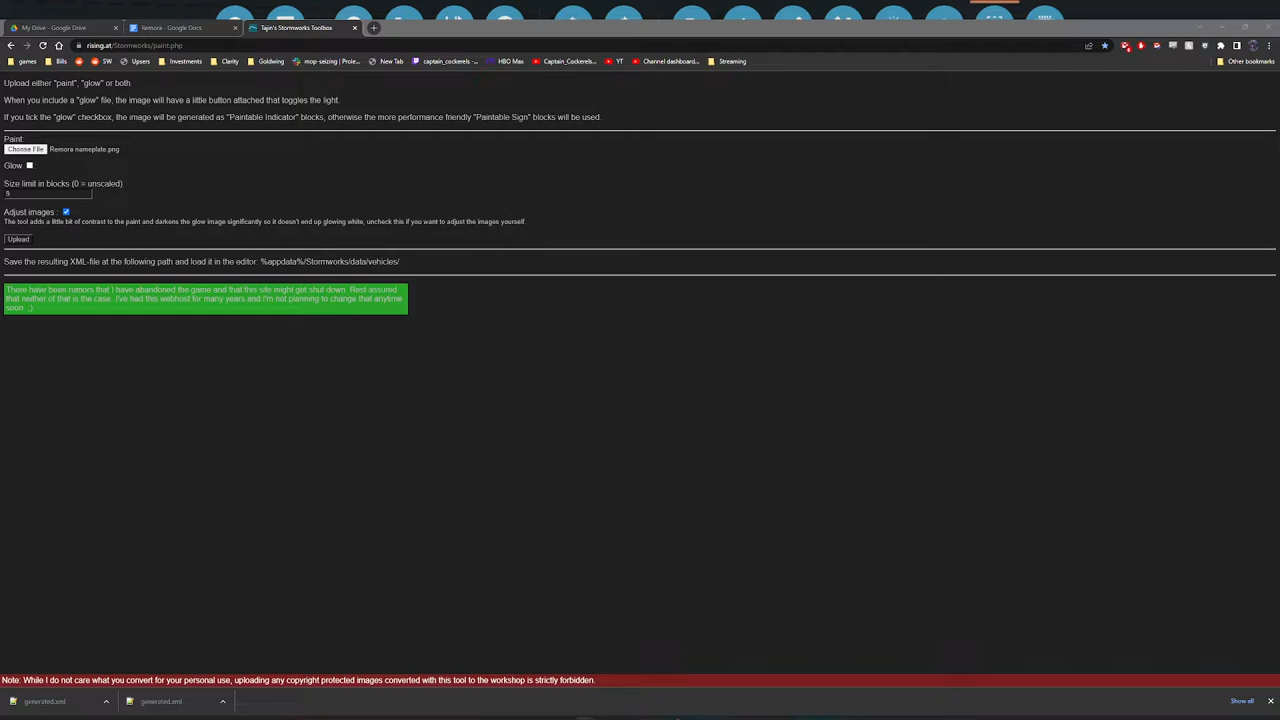 My Drive - Google Drive
Remora - Google Docs
Tajin's Stormworks Toolbox
rising.at/Stormworks/paint.php
games
Bills
SW
Upsers
Investments
Clarity
Goldwing
mop-seizing | Prole...
New Tab
captain_cockerels -...
HBO Max
Captain_Cockerels...
YT
Channel dashboard...
Streaming
Other bookmarks
Upload either "paint", "glow" or both.
When you include a "glow" file, the image will have a little button attached that toggles the light.
If you tick the "glow" checkbox, the image will be generated as "Paintable Indicator" blocks, otherwise the more performance friendly "Paintable Sign" blocks will be used.
Paint:
Choose File Remora nameplate.png
Glow
Size limit in blocks (0 = unscaled)
9
Adjust images :
The tool adds a little bit of contrast to the paint and darkens the glow image significantly so it doesn't end up glowing white, uncheck this if you want to adjust the images yourself.
Upload
Save the resulting XML-file at the following path and load it in the editor: %appdata%/Stormworks/data/vehicles/
There have been rumors that I have abandoned the game and that this site might get shut down. Rest assured
that neither of that is the case. I've had this webhost for many years and I'm not planning to change that anytime
soon. ;)
Note: While I do not care what you convert for your personal use, uploading any copyright protected images converted with this tool to the workshop is strictly forbidden.
generated.xml
generated.xml
Show all